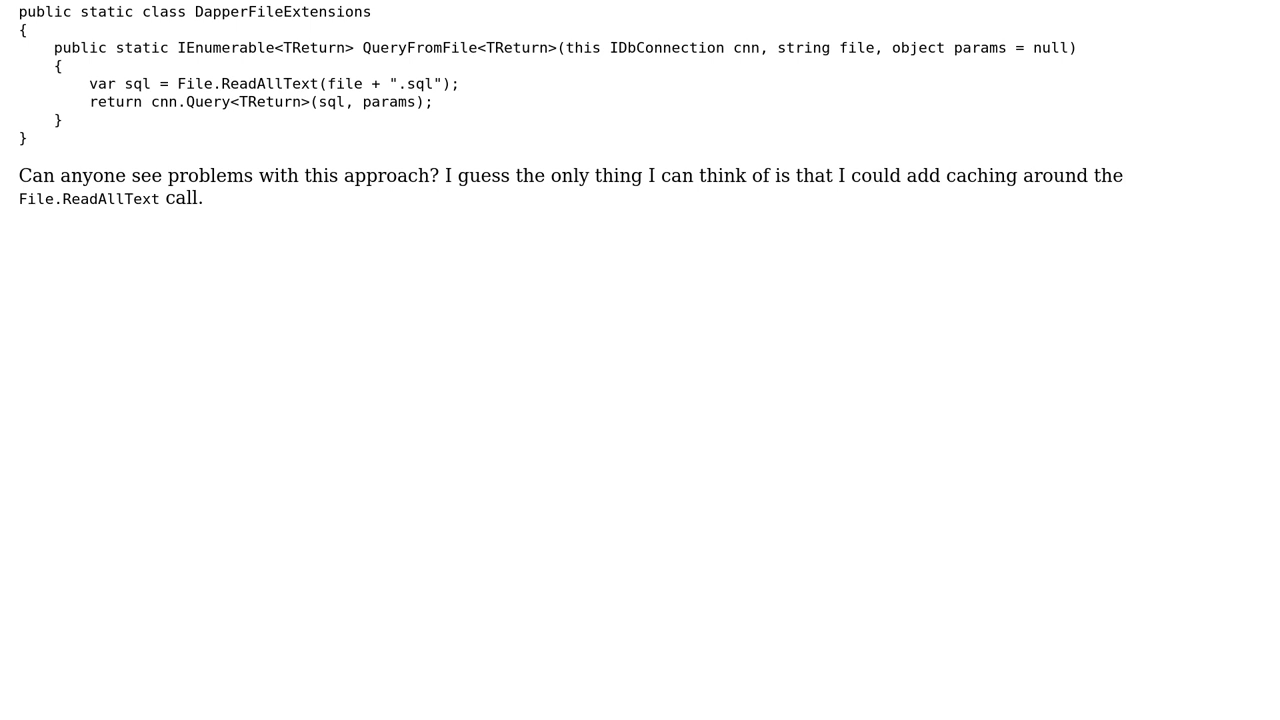 public static class DapperFileExtensions
{
    public static IEnumerable<TReturn> QueryFromFile<TReturn>(this IDbConnection cnn, string file, object params = null)
    {
        var sql = File.ReadAllText(file + ".sql");
        return cnn.Query<TReturn>(sql, params);
    }
}
Can anyone see problems with this approach? I guess the only thing I can think of is that I could add caching around the
File.ReadAllText call.